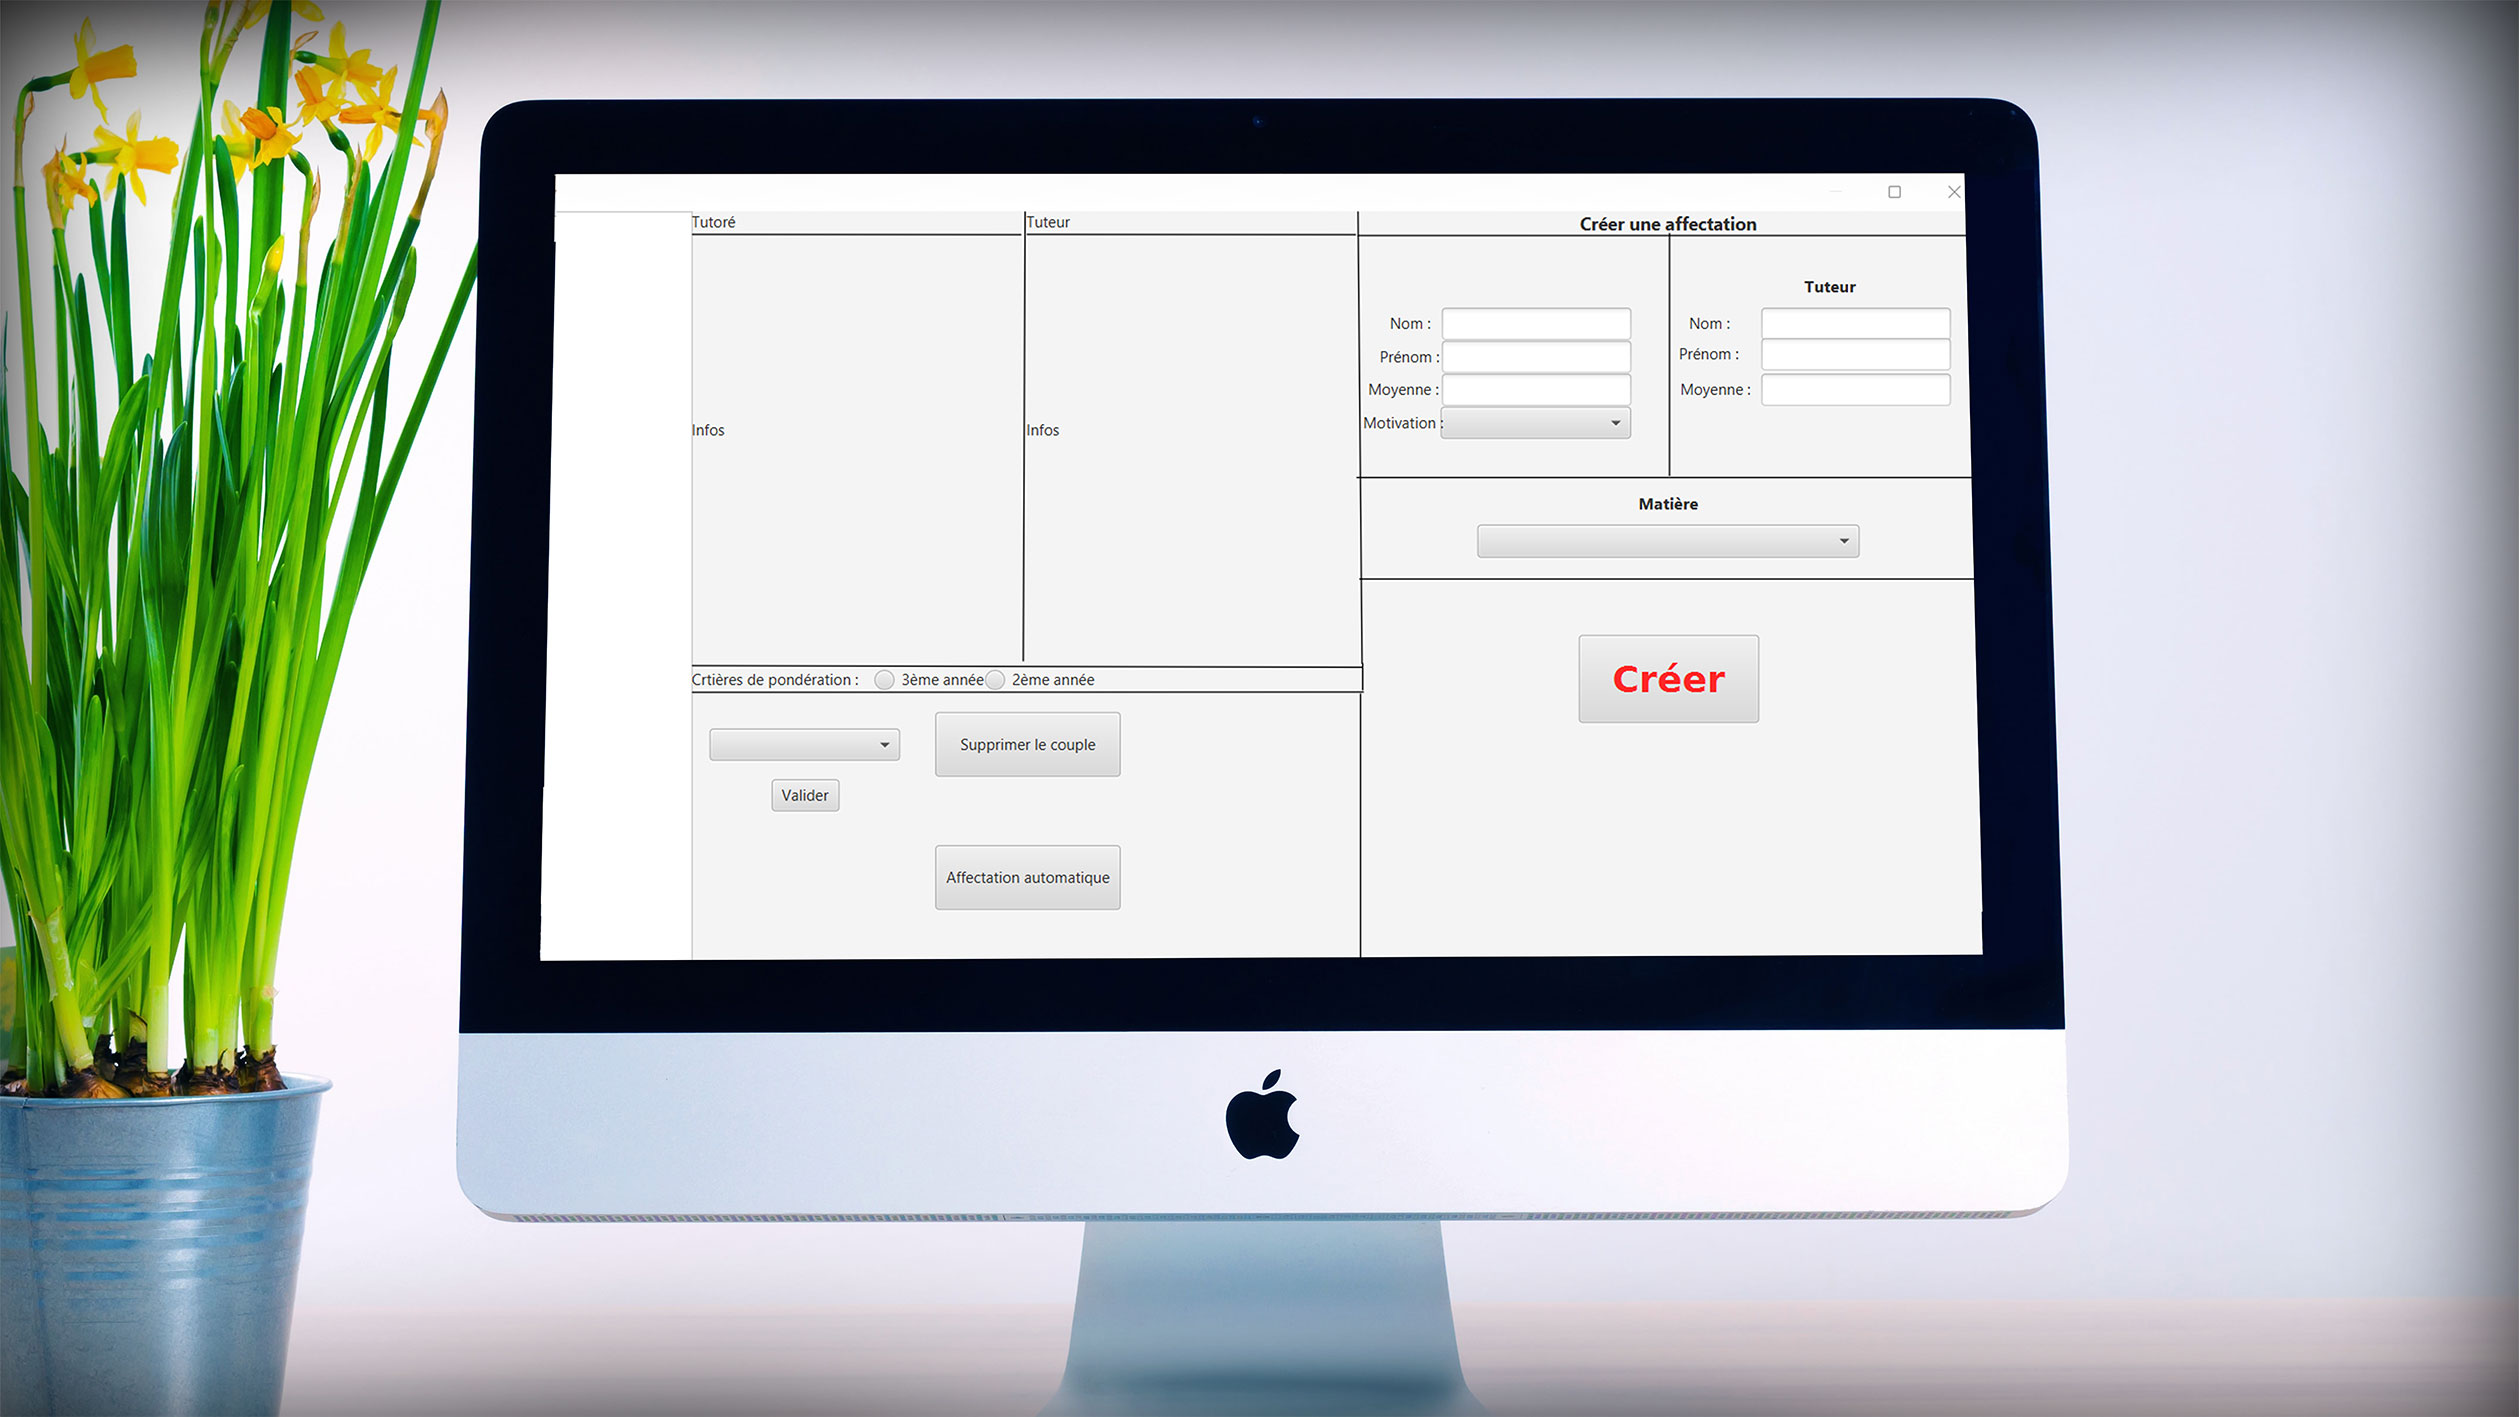 Tutoré
Infos
Tuteur
Infos
Crtières de pondération :
3ème année
2ème année
Supprimer le couple
Valider
Affectation automatique
Créer une affectation
Nom :
Prénom :
Moyenne :
Motivation :
Tuteur
Nom :
Prénom :
Moyenne :
Matière
Créer